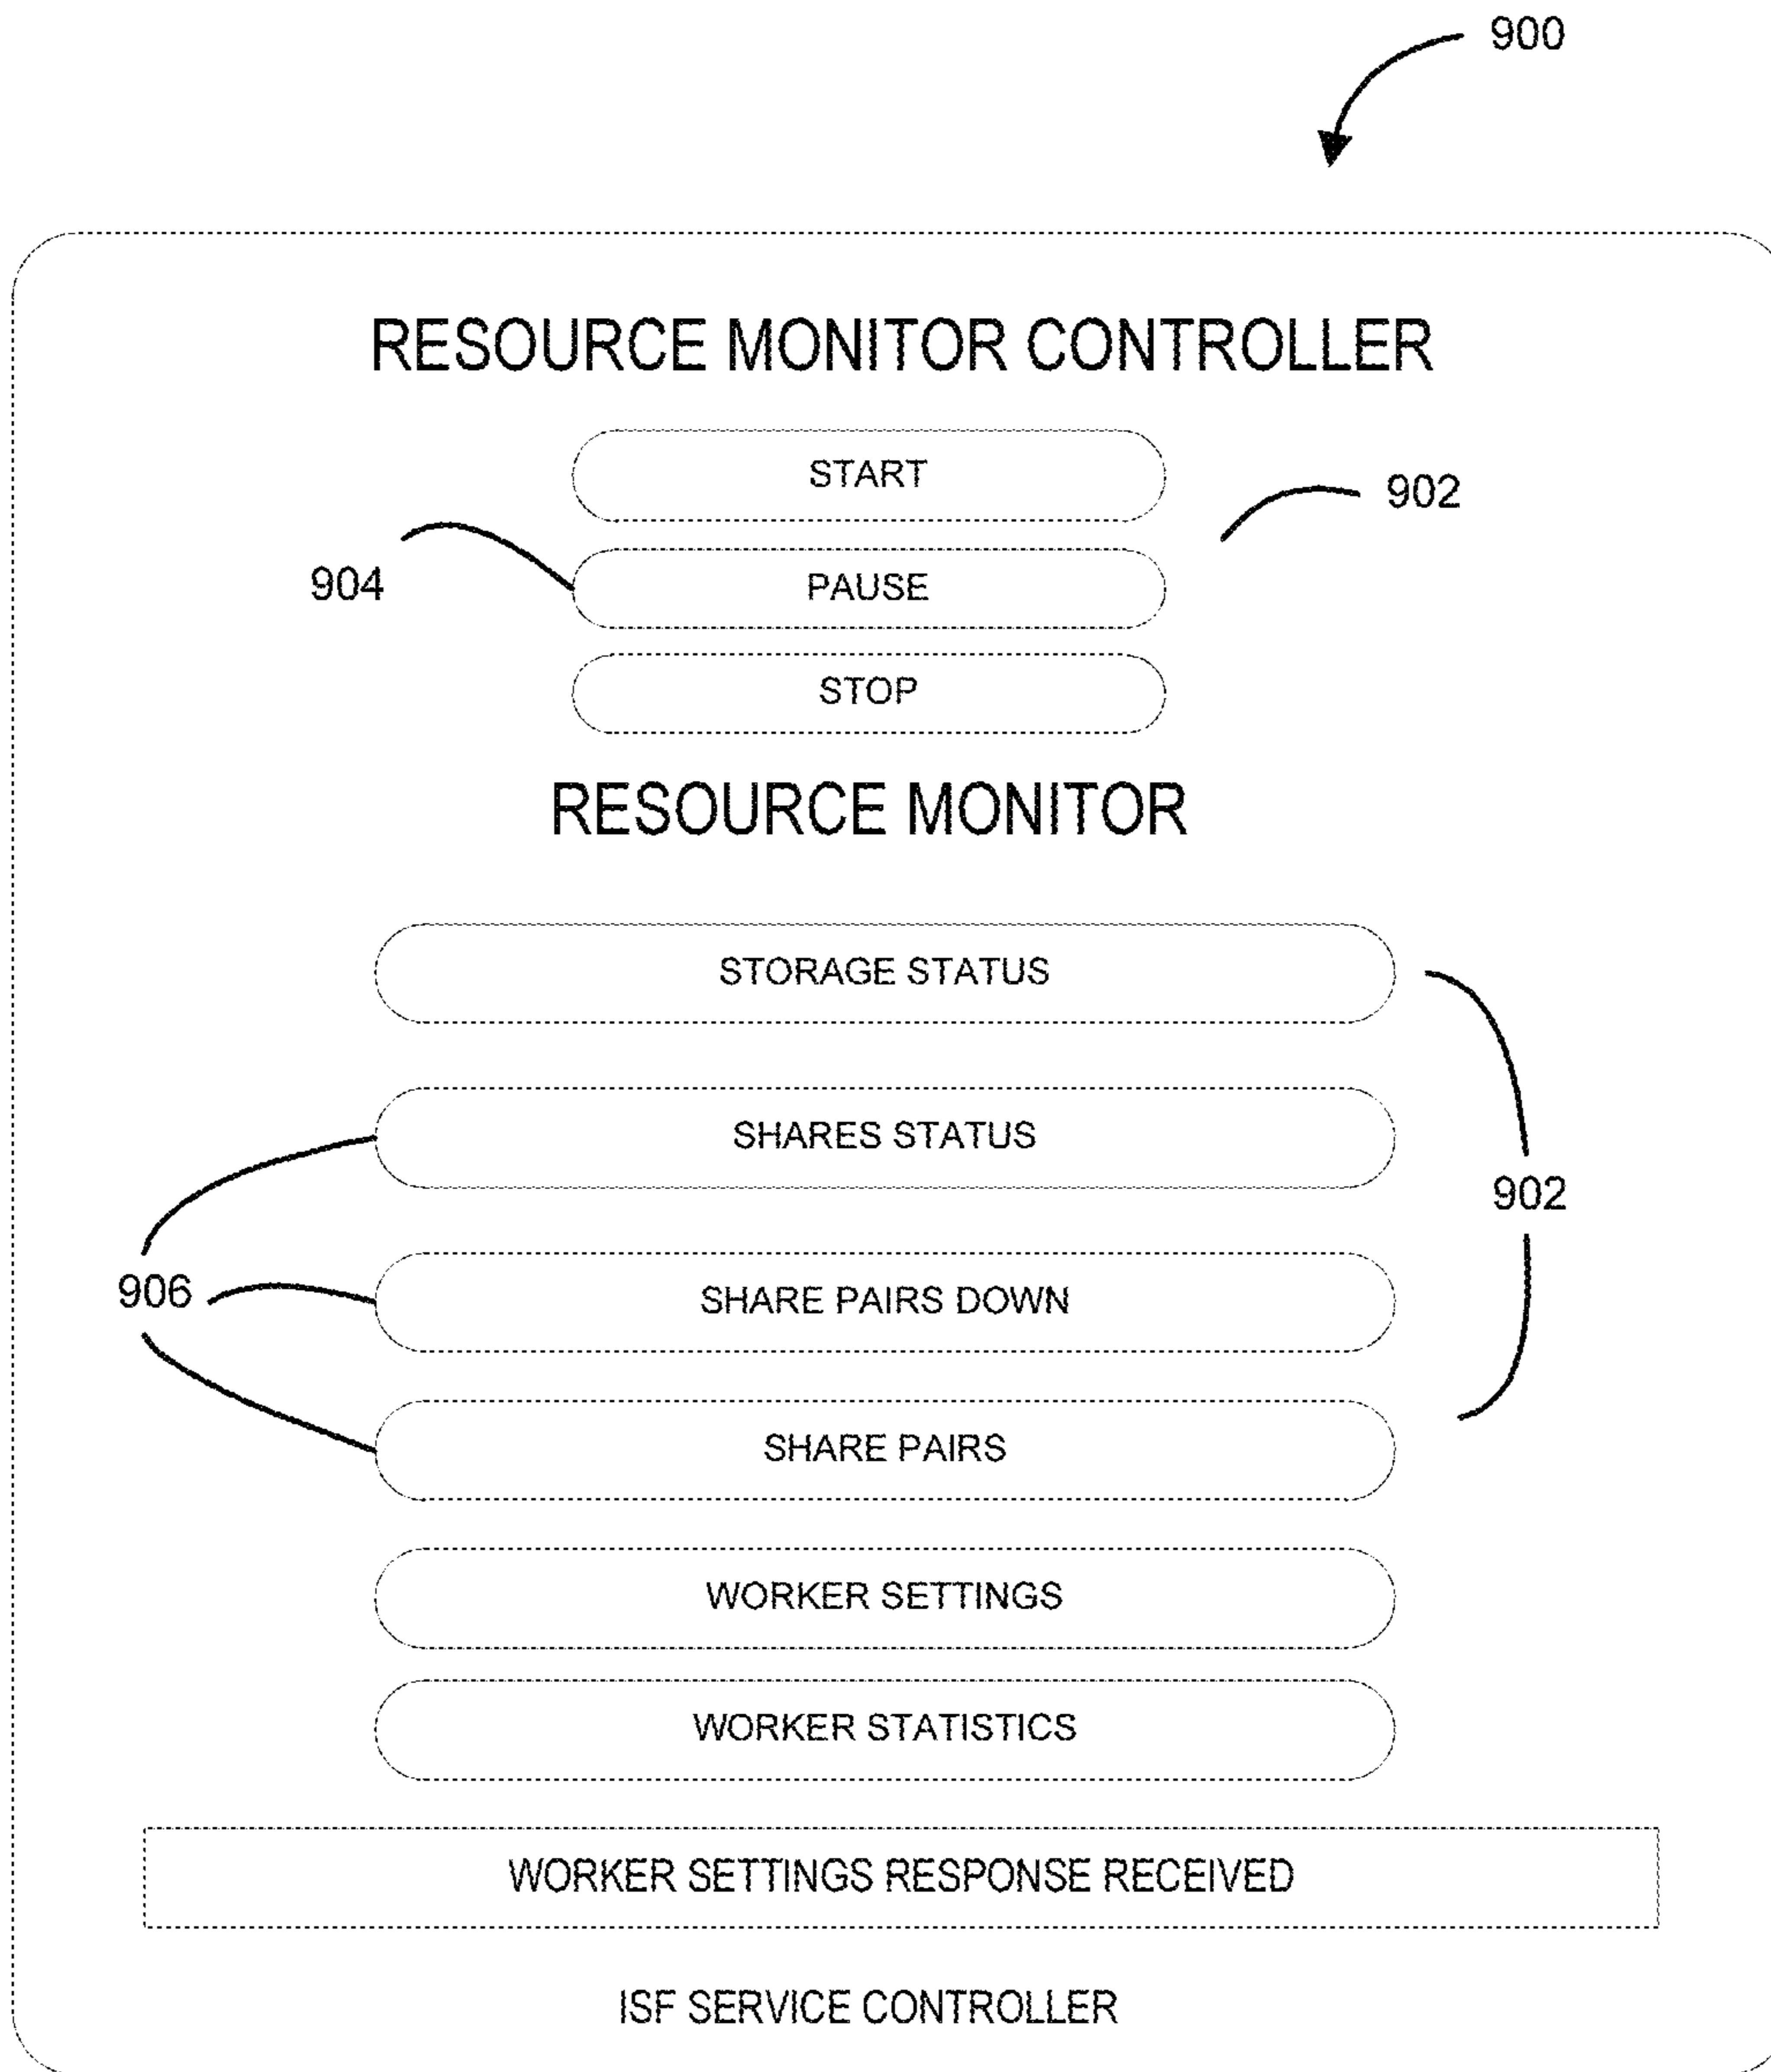 900
RESOURCE MONITOR CONTROLLER
START
902
904
PAUSE
STOP
RESOURCE MONITOR
STORAGE STATUS
SHARES STATUS
902
906
SHARE PAIRS DOWN
SHARE PAIRS
WORKER SETTINGS
WORKER STATISTICS
WORKER SETTINGS RESPONSE RECEIVED
ISF SERVICE CONTROLLER